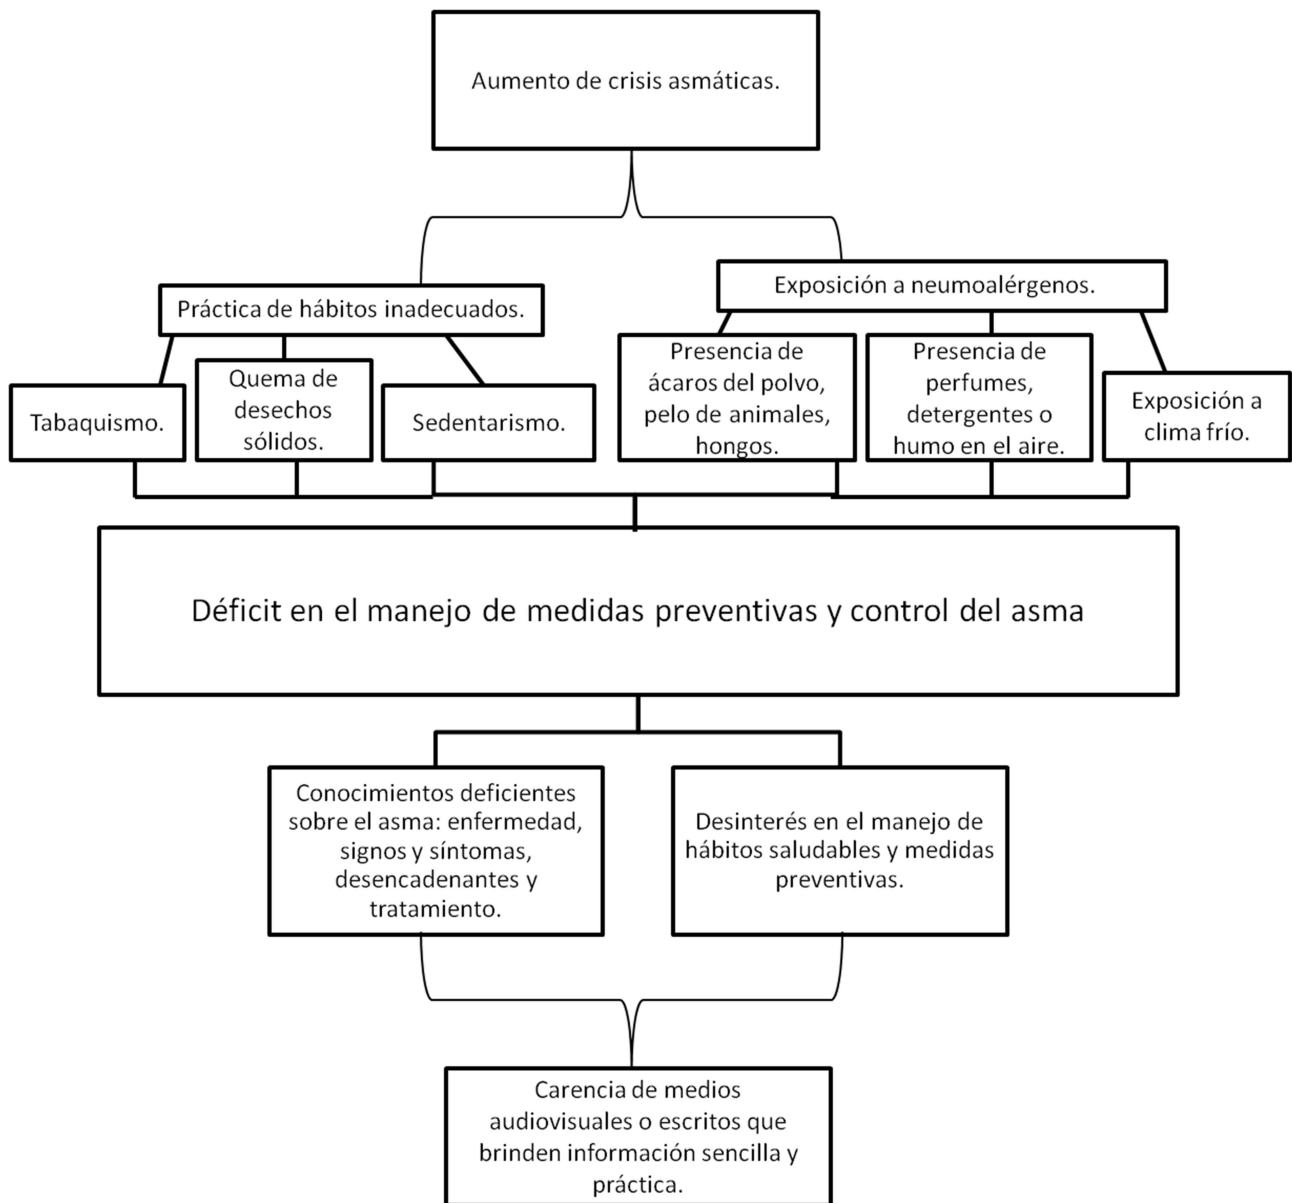 Aumento de crisis asmáticas.
Práctica de hábitos inadecuados.
Exposición a neumoalérgenos.
Tabaquismo.
Quema de
desechos
sólidos.
Sedentarismo.
Presencia de
ácaros del polvo,
pelo de animales,
hongos.
Presencia de
perfumes,
detergentes o
humo en el aire.
Exposición a
clima frío.
Déficit en el manejo de medidas preventivas y control del asma
Conocimientos deficientes
sobre el asma: enfermedad,
signos y síntomas,
desencadenantes y
tratamiento.
Desinterés en el manejo de
hábitos saludables y medidas
preventivas.
Carencia de medios
audiovisuales o escritos que
brinden información sencilla y
práctica.